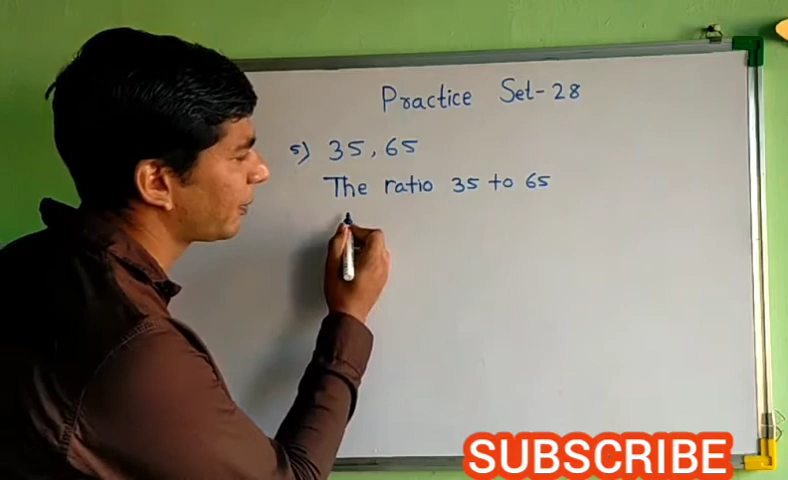 Practice Set-28
5) 35, 65
The ratio 35 to 65
SUBSCRIBE